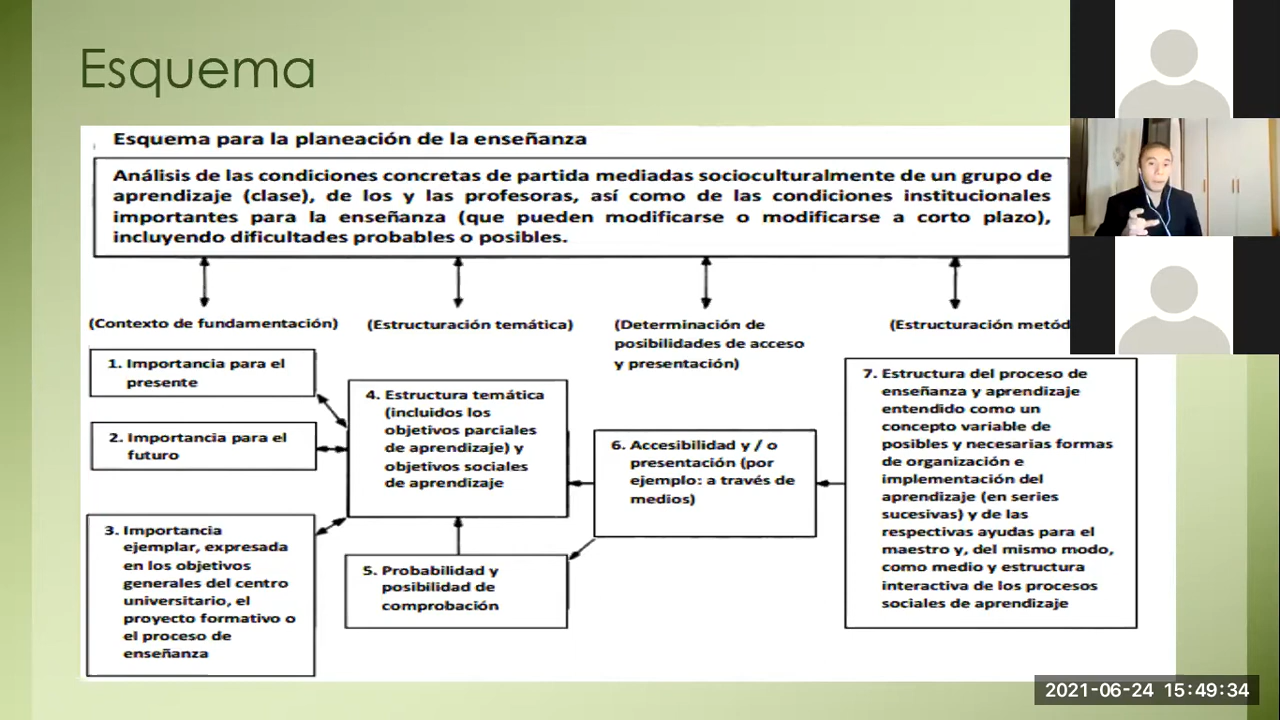 Esquema
Esquema para la planeación de la enseñanza
Análisis de las condiciones concretas de partida mediadas socioculturalmente de un grupo de
aprendizaje (clase), de los y las profesoras, así como de las condiciones institucionales
importantes para la enseñanza (que pueden modificarse o modificarse a corto plazo),
incluyendo dificultades probables o posibles.
(Contexto de fundamentación)
1. Importancia para el
presente
2. Importancia para el
futuro
3. Importancia
ejemplar, expresada
en los objetivos
generales del centro
universitario, el
proyecto formativo o
el proceso de
enseñanza
(Estructuración temática)
4. Estructura temática
(incluidos los
objetivos parciales
de aprendizaje) y
objetivos sociales
de aprendizaje
5. Probabilidad y
posibilidad de
comprobación
(Determinación de
posibilidades de acceso
y presentación)
6. Accesibilidad y / o
presentación (por
ejemplo: a través de
medios)
(Estructuración metód
7. Estructura del proceso de
enseñanza y aprendizaje
entendido como un
concepto variable de
posibles y necesarias formas
de organización e
implementación del
aprendizaje (en series
sucesivas) y de las
respectivas ayudas para el
maestro y, del mismo modo,
como medio y estructura
interactiva de los procesos
sociales de aprendizaje
2021-06-24 15:49:34